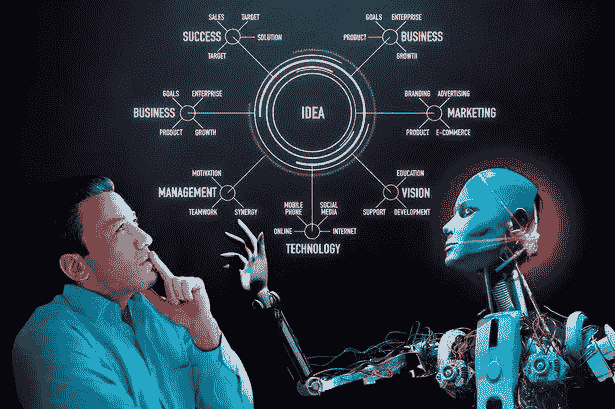 SALES TARGET
SUCCESS
SOLUTION
TARGET
GOALS ENTERPRISE
PRODUCT
BUSINESS
GROWTH
GOALS ENTERPRISE
BUSINESS
PRODUCT GROWTH
IDEA
BRANDING ADVERTISING
MARKETING
PRODUCT E-COMMERCE
MOTIVATION
MANAGEMENT
TEAMWORK SYNERGY
MOBILE
PHONE
SOCIAL
MEDIA
ONLINE INTERNET
TECHNOLOGY
EDUCATION
VISION
SUPPORT DEVELOPMENT